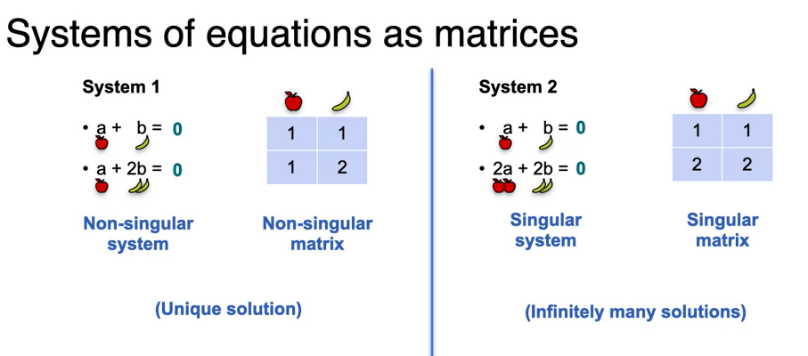 Systems of equations as matrices
System 1
• a + b = 0
• a + 2b = 0
1 1
1 2
Non-singular
system
Non-singular
matrix
(Unique solution)
System 2
• a + b = 0
• 2a + 2b = 0
1 1
2 2
Singular
system
Singular
matrix
(Infinitely many solutions)